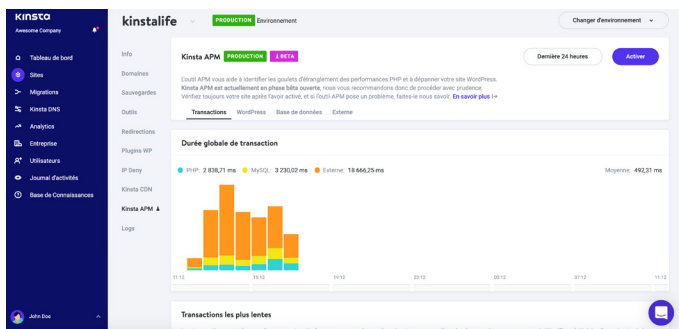 KINSTA
Awesome Company
Tableau de bord
Sites
Migrations
Kinsta DNS
Analytics
Entreprise
Utilisateurs
Journal d'activités
Base de Connaissances
John Doe
kinstalife
PRODUCTION Environnement
Changer d'environnement
Info
Domaines
Sauvegardes
Outils
Redirections
Plugins WP
IP Deny
Kinsta CDN
Kinsta APM
Logs
Kinsta APM PRODUCTION BETA
Dernière 24 heures
Activer
L'outil APM vous aide à identifier les goulets d'étranglement des performances PHP et à dépanner votre site WordPress.
Kinsta APM est actuellement en phase bêta ouverte, nous vous recommandons donc de procéder avec prudence.
Vérifiez toujours votre site après l'avoir activé, et si l'outil APM pose un problème, faites-le nous savoir. En savoir plus
Transactions WordPress Base de données Externe
Durée globale de transaction
PHP: 2 838,71 ms MySQL: 3 230,02 ms Externe: 18 666,25 ms
Moyenne: 492,31 ms
11:12 15:12 19:12 23:12 03:12 07:12 11:12
Transactions les plus lentes